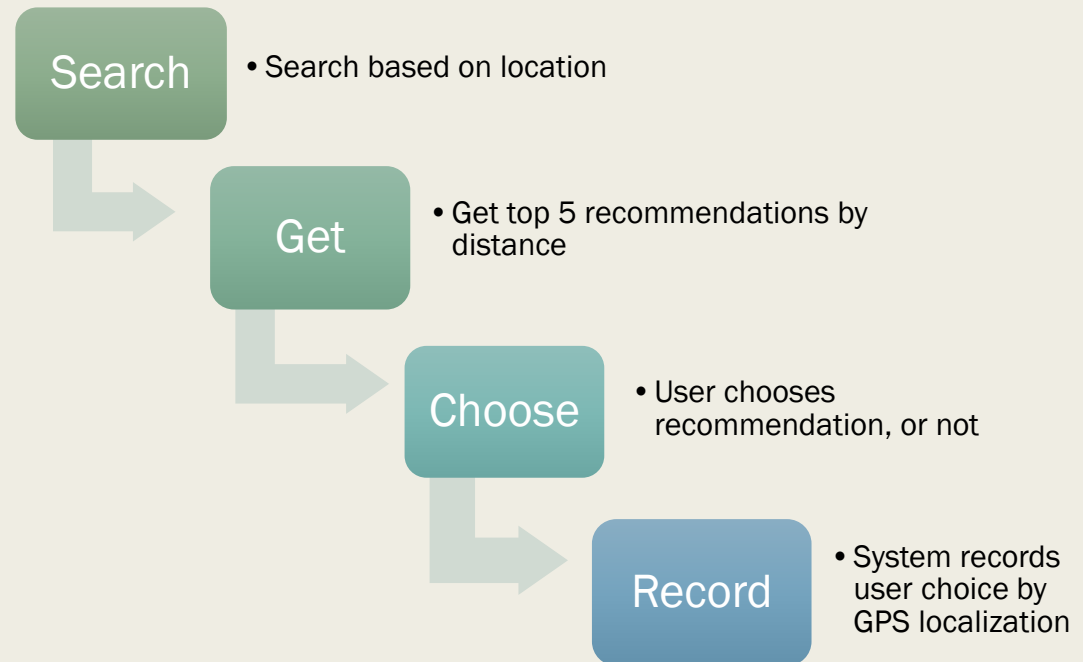 Search
• Search based on location
Get
• Get top 5 recommendations by
distance
Choose
• User chooses
recommendation, or not
Record
• System records
user choice by
GPS localization